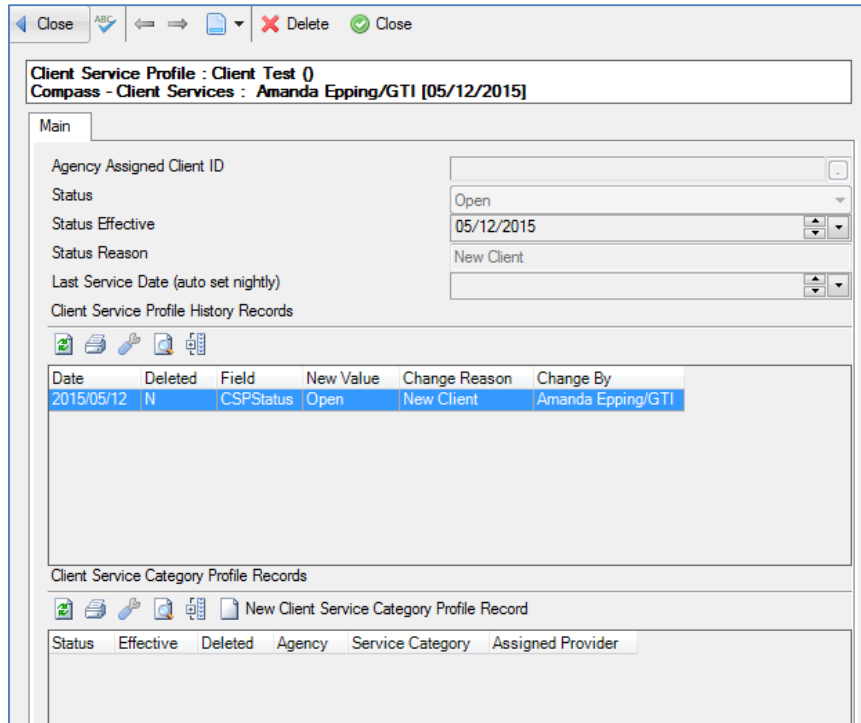 Close ABC Delete Close
Client Service Profile : Client Test ()
Compass - Client Services : Amanda Epping/GTI [05/12/2015]
Main
Agency Assigned Client ID
Status Open
Status Effective 05/12/2015
Status Reason New Client
Last Service Date (auto set nightly)
Client Service Profile History Records
Date Deleted Field New Value Change Reason Change By
2015/05/12 N CSPStatus Open New Client Amanda Epping/GTI
Client Service Category Profile Records
New Client Service Category Profile Record
Status Effective Deleted Agency Service Category Assigned Provider